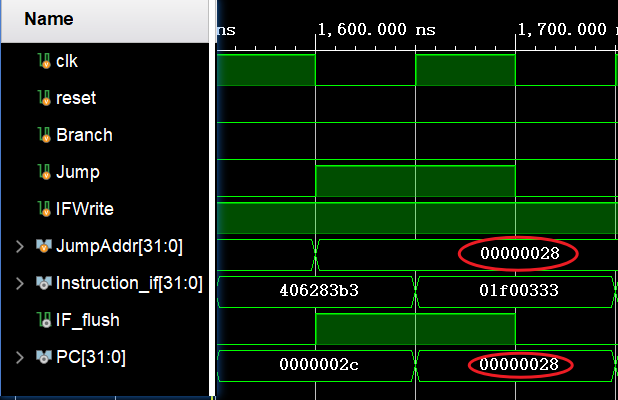 Name
ns 1,600.000 ns 1,700.000 ns
clk
reset
Branch
Jump
IFWrite
JumpAddr[31:0] 00000028
Instruction_if[31:0] 406283b3 01f00333
IF_flush
PC[31:0] 0000002c 00000028